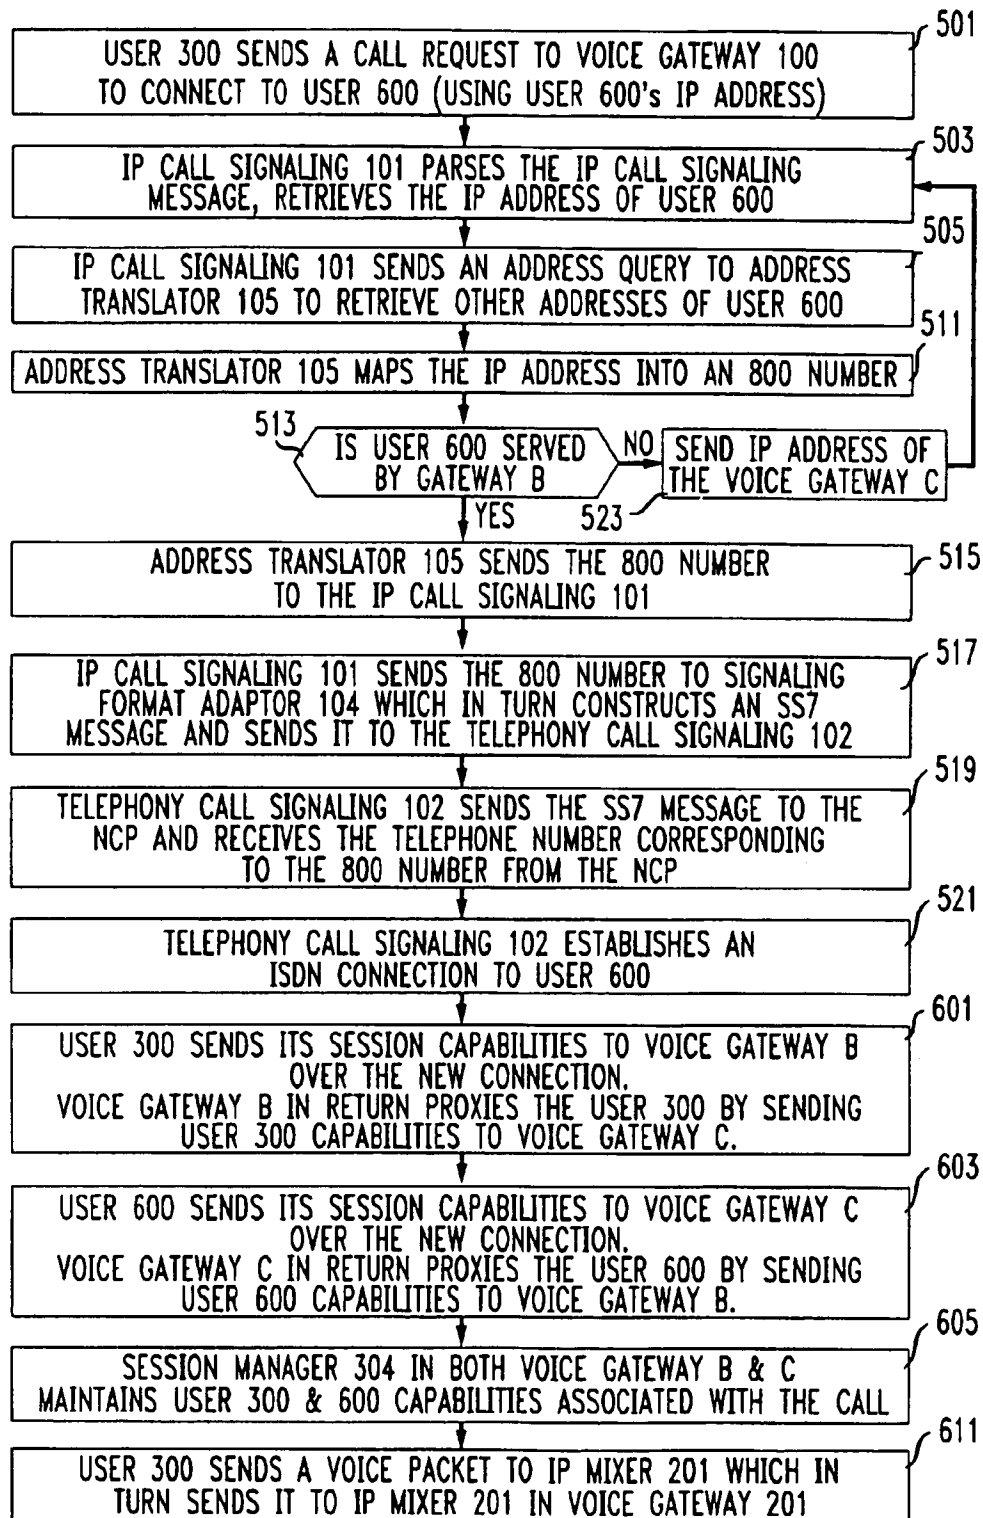 501
USER 300 SENDS A CALL REQUEST TO VOICE GATEWAY 100
TO CONNECT TO USER 600 (USING USER 600's IP ADDRESS)
503
IP CALL SIGNALING 101 PARSES THE IP CALL SIGNALING
MESSAGE, RETRIEVES THE IP ADDRESS OF USER 600
505
IP CALL SIGNALING 101 SENDS AN ADDRESS QUERY TO ADDRESS
TRANSLATOR 105 TO RETRIEVE OTHER ADDRESSES OF USER 600
511
ADDRESS TRANSLATOR 105 MAPS THE IP ADDRESS INTO AN 800 NUMBER
513
IS USER 600 SERVED
BY GATEWAY B
NO
SEND IP ADDRESS OF
THE VOICE GATEWAY C
523
YES
515
ADDRESS TRANSLATOR 105 SENDS THE 800 NUMBER
TO THE IP CALL SIGNALING 101
517
IP CALL SIGNALING 101 SENDS THE 800 NUMBER TO SIGNALING
FORMAT ADAPTOR 104 WHICH IN TURN CONSTRUCTS AN SS7
MESSAGE AND SENDS IT TO THE TELEPHONY CALL SIGNALING 102
519
TELEPHONY CALL SIGNALING 102 SENDS THE SS7 MESSAGE TO THE
NCP AND RECEIVES THE TELEPHONE NUMBER CORRESPONDING
TO THE 800 NUMBER FROM THE NCP
521
TELEPHONY CALL SIGNALING 102 ESTABLISHES AN
ISDN CONNECTION TO USER 600
601
USER 300 SENDS ITS SESSION CAPABILITIES TO VOICE GATEWAY B
OVER THE NEW CONNECTION.
VOICE GATEWAY B IN RETURN PROXIES THE USER 300 BY SENDING
USER 300 CAPABILITIES TO VOICE GATEWAY C.
603
USER 600 SENDS ITS SESSION CAPABILITIES TO VOICE GATEWAY C
OVER THE NEW CONNECTION.
VOICE GATEWAY C IN RETURN PROXIES THE USER 600 BY SENDING
USER 600 CAPABILITIES TO VOICE GATEWAY B.
605
SESSION MANAGER 304 IN BOTH VOICE GATEWAY B & C
MAINTAINS USER 300 & 600 CAPABILITIES ASSOCIATED WITH THE CALL
611
USER 300 SENDS A VOICE PACKET TO IP MIXER 201 WHICH IN
TURN SENDS IT TO IP MIXER 201 IN VOICE GATEWAY 201